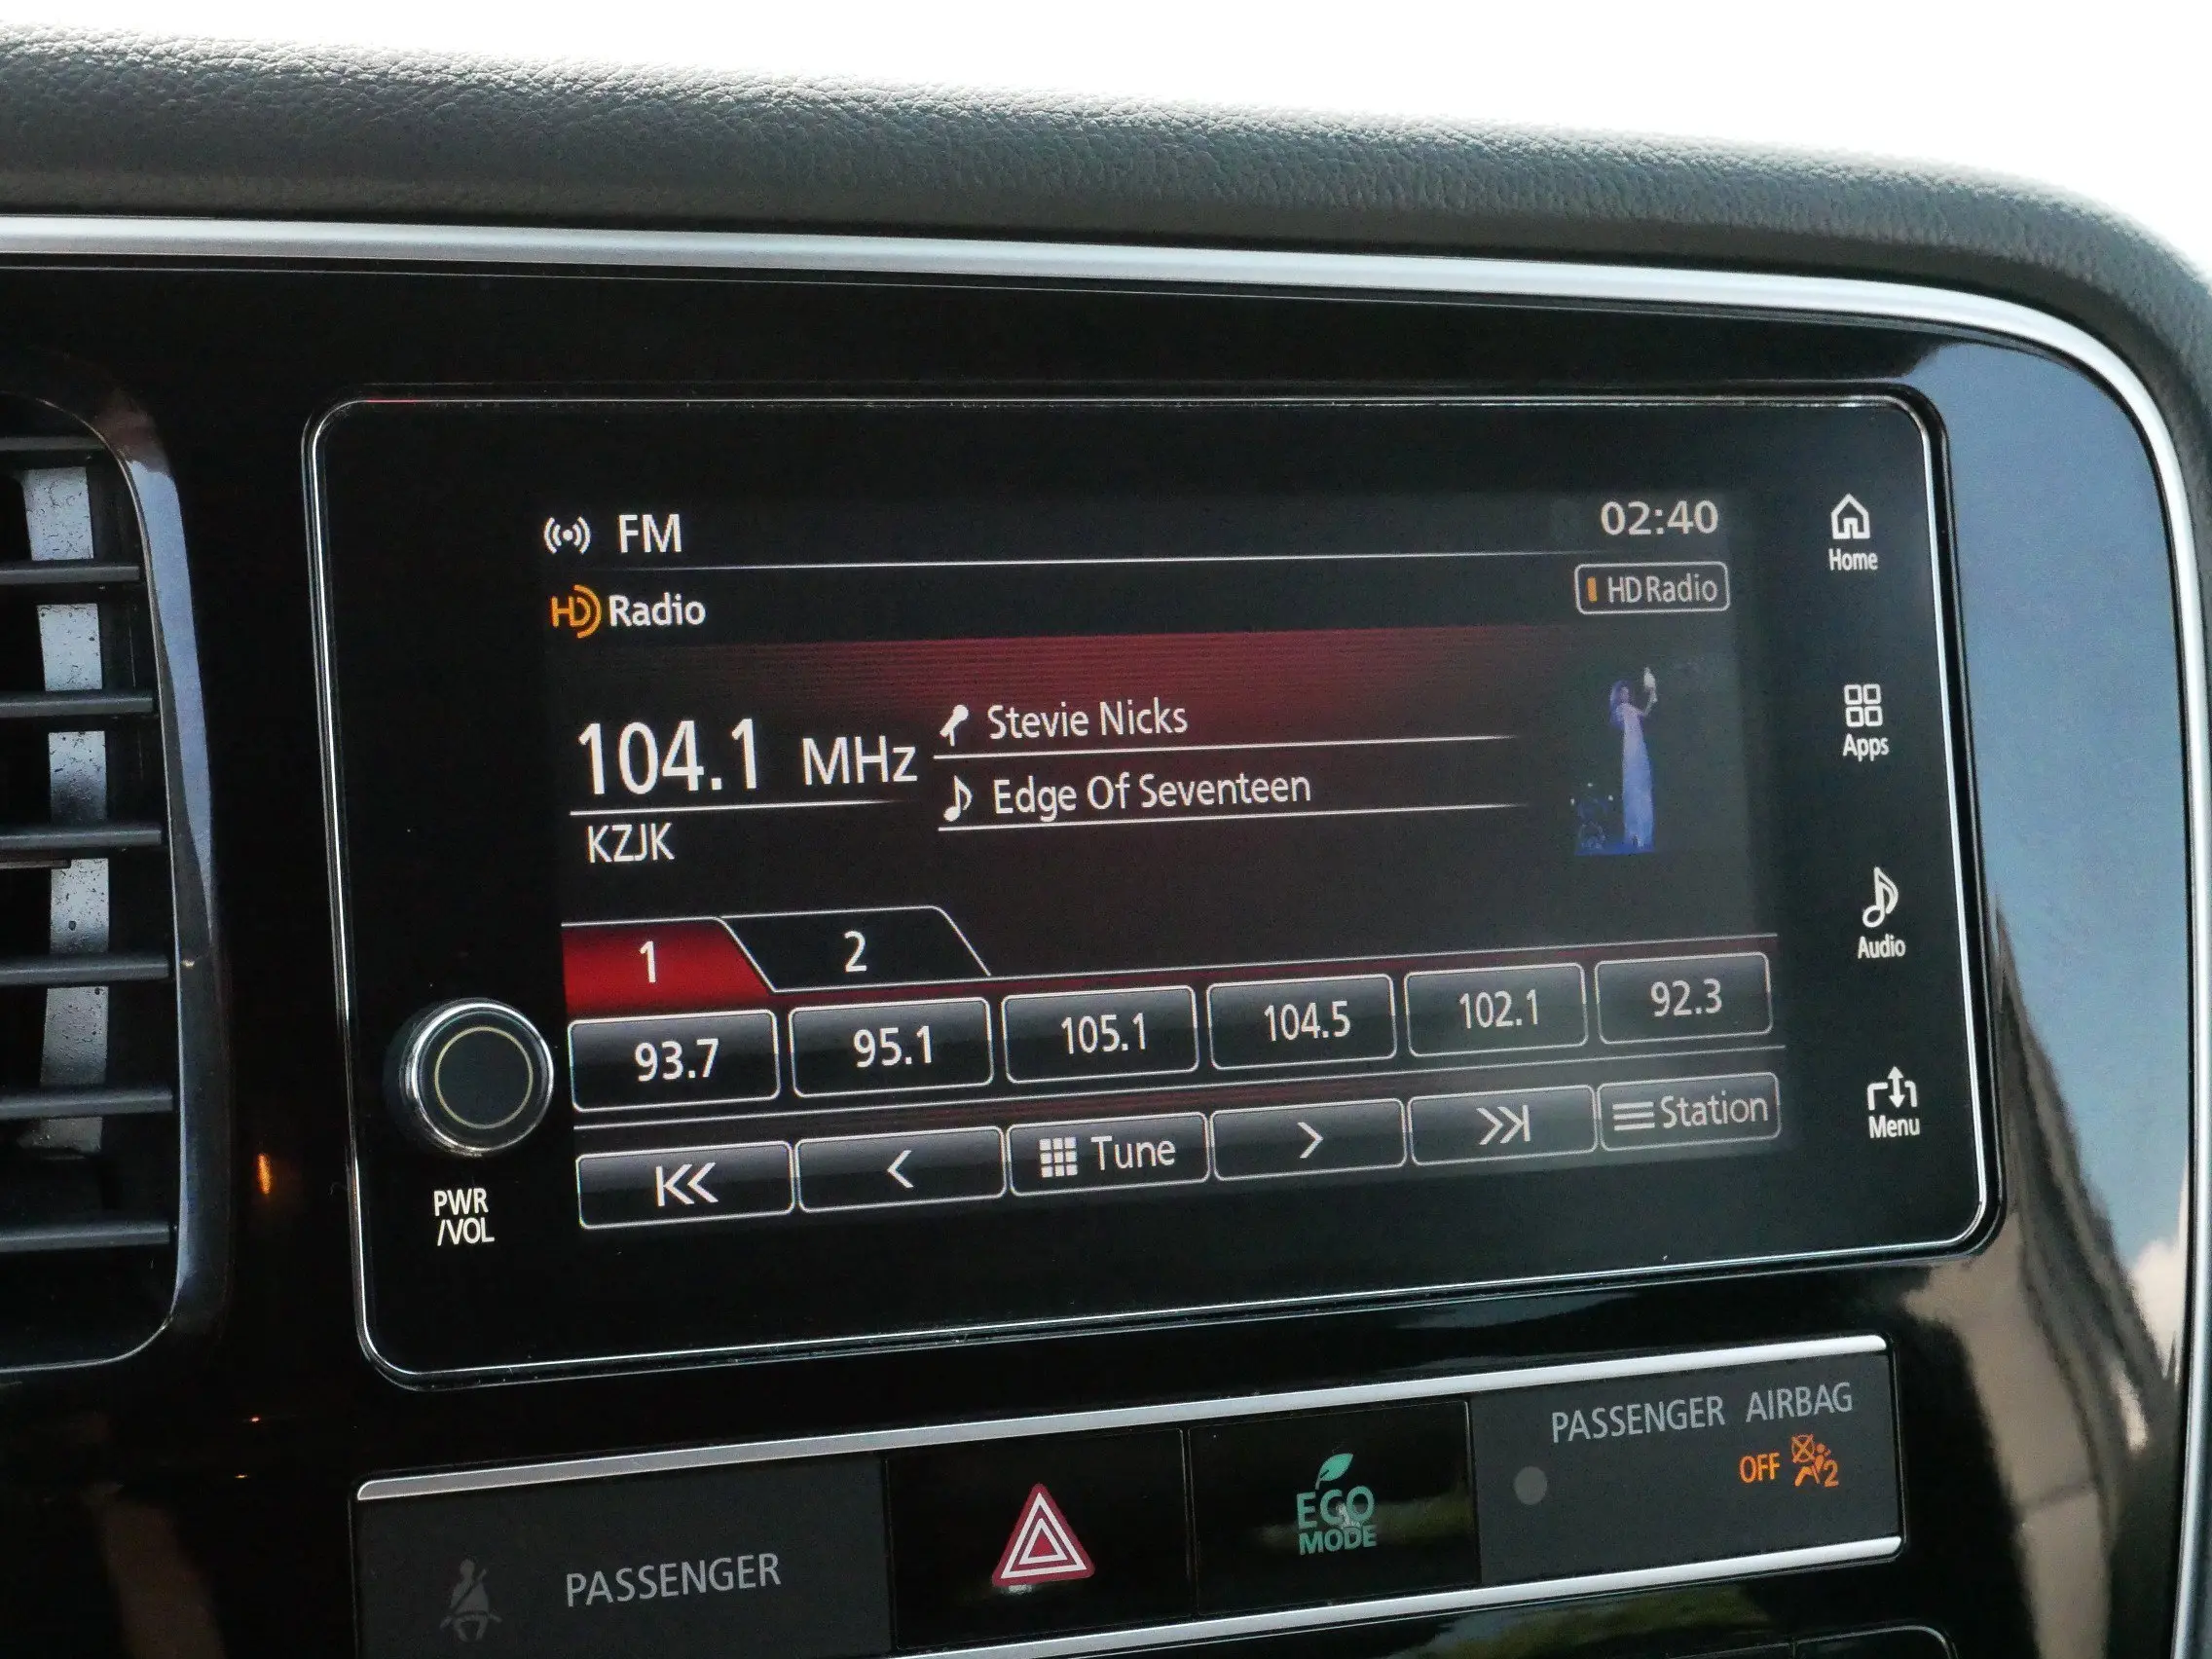 FM
02:40
HD Radio
HD Radio
104.1 MHz
Stevie Nicks
Edge Of Seventeen
KZJK
1
2
93.7
95.1
105.1
104.5
102.1
92.3
Tune
Station
Home
Apps
Audio
Menu
PWR
/VOL
PASSENGER
ECO
MODE
PASSENGER AIRBAG
OFF
2